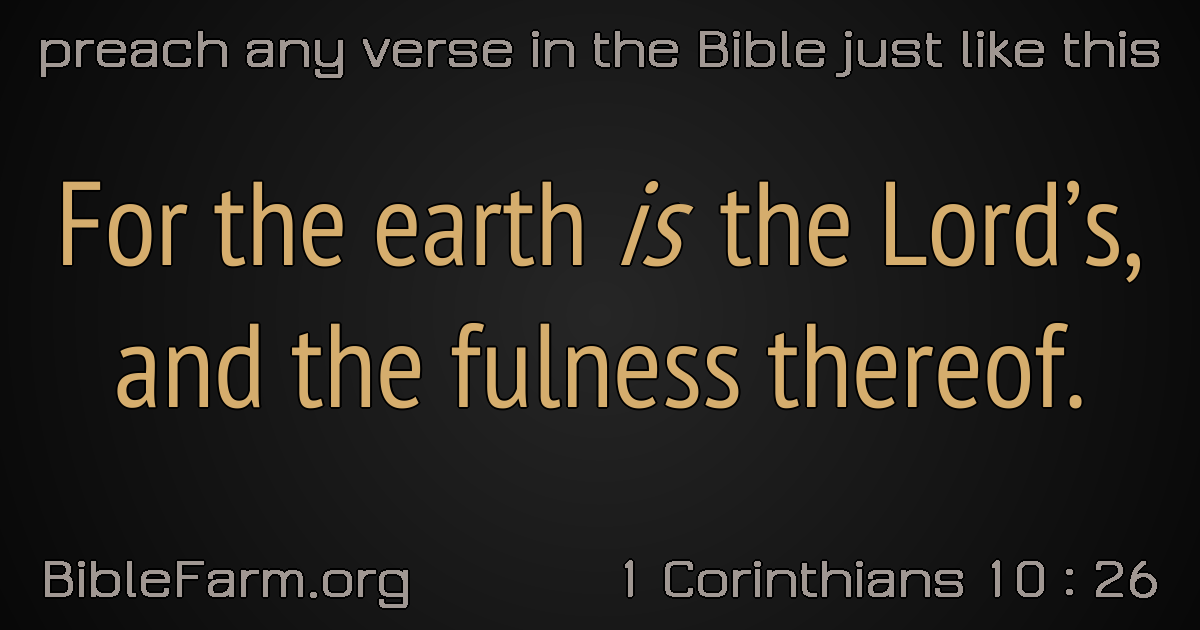 preach any verse in the Bible just like this
For the earth is the Lord’s,
and the fulness thereof.
BibleFarm.org
1 Corinthians 10 : 26